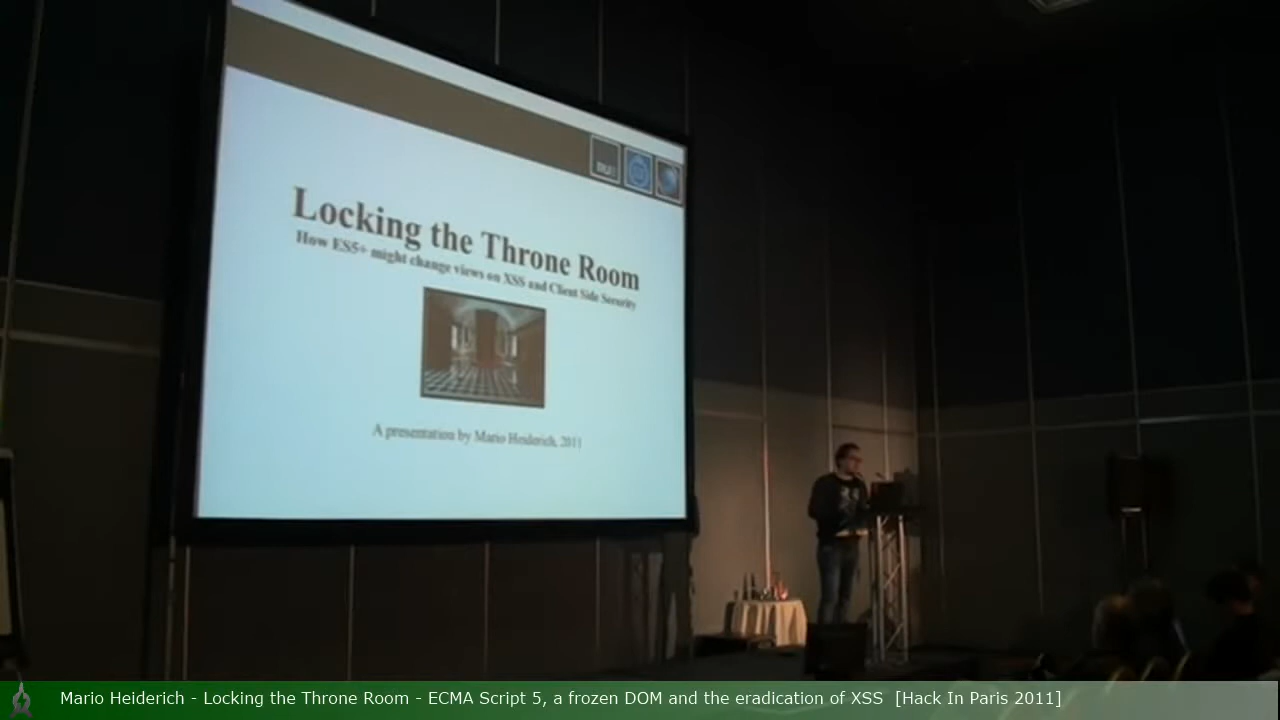 Locking the Throne Room
How ES5+ might change views on XSS and Client Side Security
A presentation by Mario Heiderich, 2011
Mario Heiderich - Locking the Throne Room - ECMA Script 5, a frozen DOM and the eradication of XSS [Hack In Paris 2011]